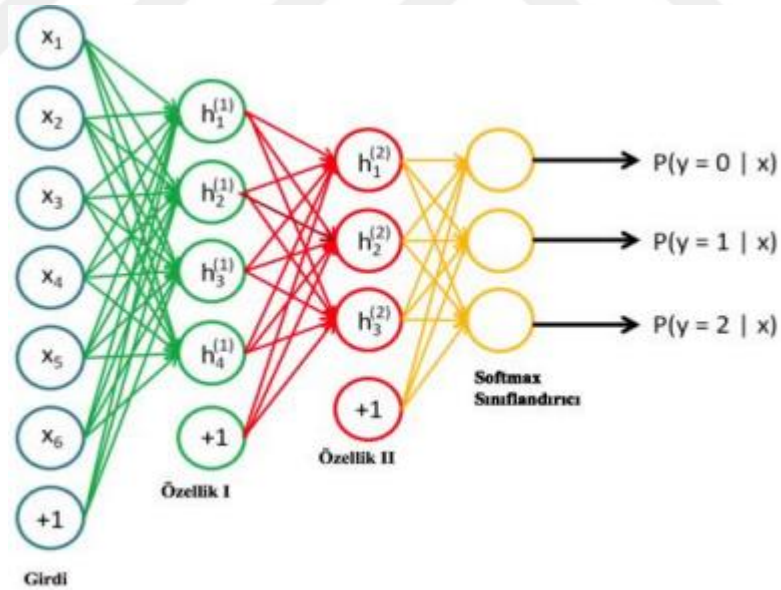 x₁
x₂
x₃
x₄
x₅
x₆
+1
Girdi
h₁⁽¹⁾
h₂⁽¹⁾
h₃⁽¹⁾
h₄⁽¹⁾
+1
Özellik I
h₁⁽²⁾
h₂⁽²⁾
h₃⁽²⁾
+1
Özellik II
Softmax
Sınıflandırıcı
P(y = 0 | x)
P(y = 1 | x)
P(y = 2 | x)